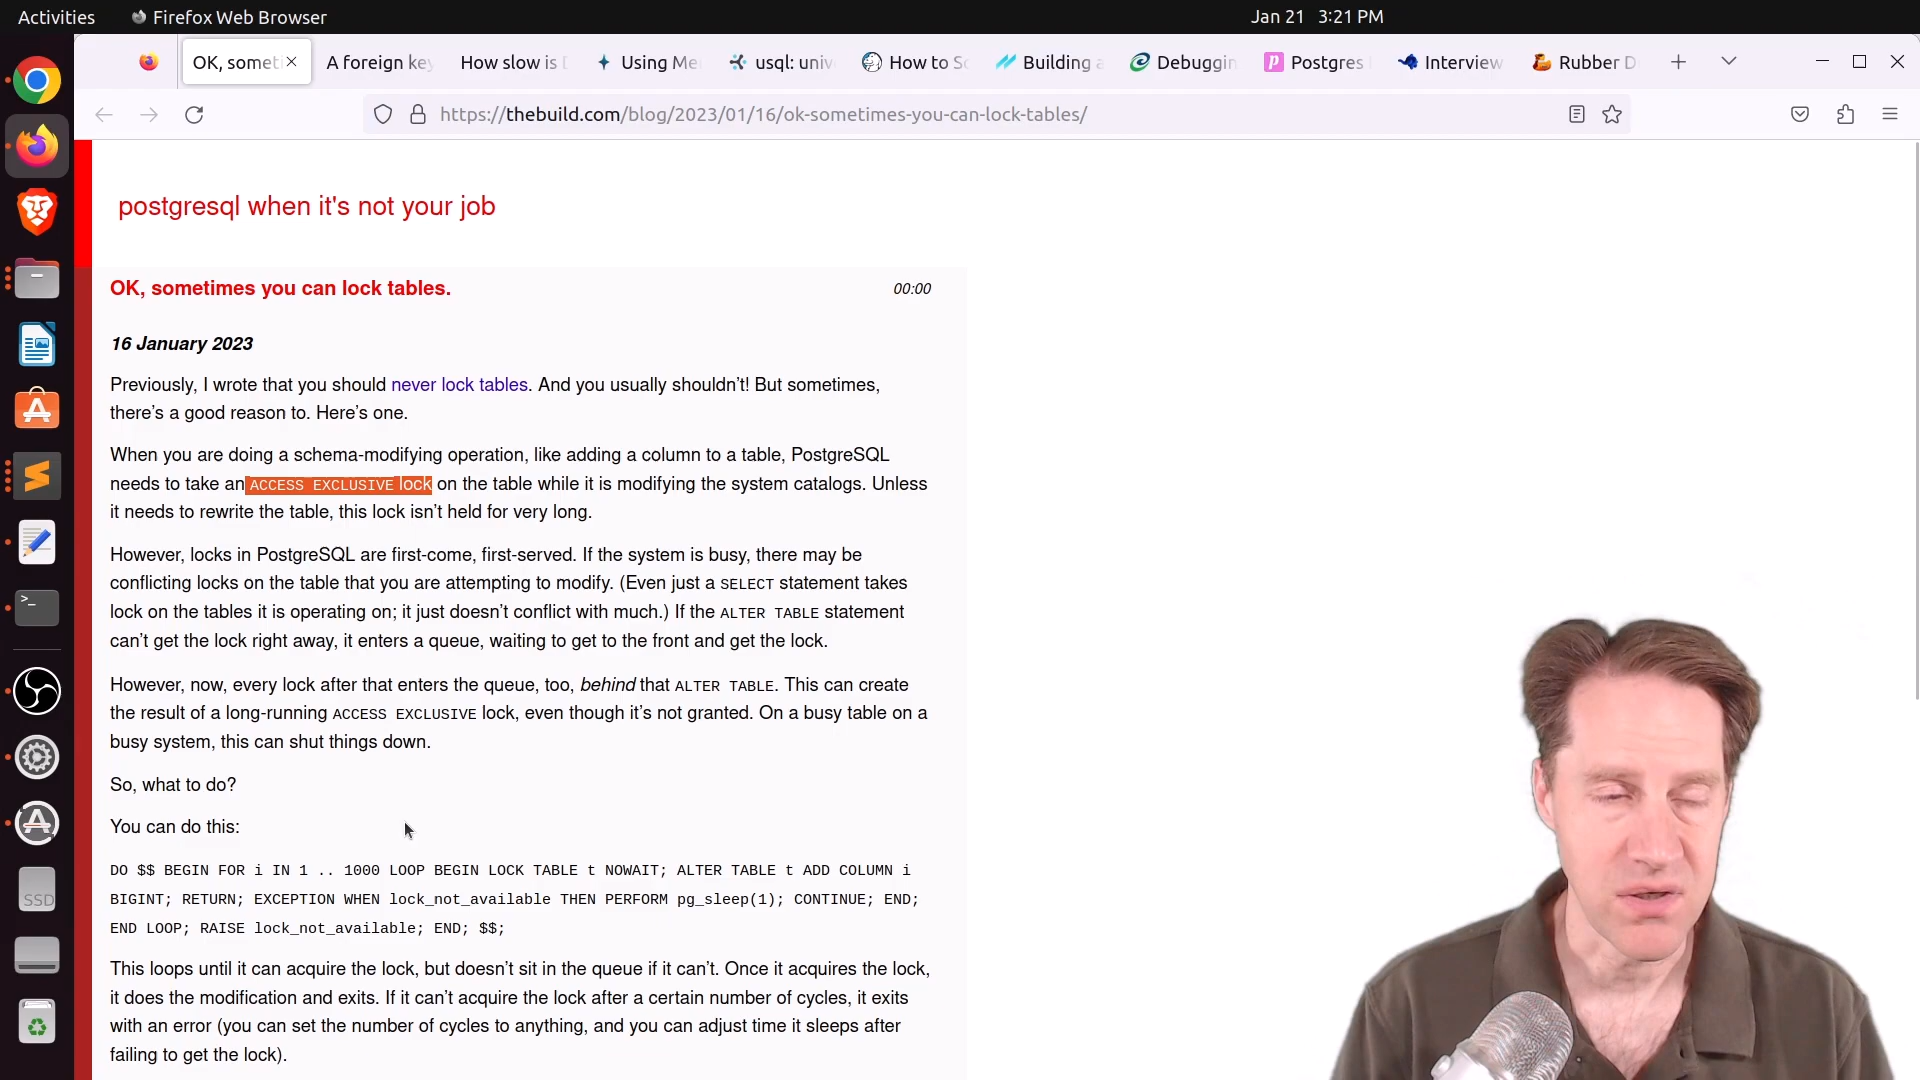 Activities Firefox Web Browser Jan 21 3:21 PM
OK, somet A foreign key How slow is Using Me usql: univ How to Sc Building a Debuggin Postgres Interview Rubber D
https://thebuild.com/blog/2023/01/16/ok-sometimes-you-can-lock-tables/
postgresql when it's not your job
OK, sometimes you can lock tables. 00:00
16 January 2023
Previously, I wrote that you should never lock tables. And you usually shouldn’t! But sometimes,
there’s a good reason to. Here’s one.
When you are doing a schema-modifying operation, like adding a column to a table, PostgreSQL
needs to take an ACCESS EXCLUSIVE lock on the table while it is modifying the system catalogs. Unless
it needs to rewrite the table, this lock isn’t held for very long.
However, locks in PostgreSQL are first-come, first-served. If the system is busy, there may be
conflicting locks on the table that you are attempting to modify. (Even just a SELECT statement takes
lock on the tables it is operating on; it just doesn’t conflict with much.) If the ALTER TABLE statement
can’t get the lock right away, it enters a queue, waiting to get to the front and get the lock.
However, now, every lock after that enters the queue, too, behind that ALTER TABLE. This can create
the result of a long-running ACCESS EXCLUSIVE lock, even though it’s not granted. On a busy table on a
busy system, this can shut things down.
So, what to do?
You can do this:
DO $$ BEGIN FOR i IN 1 .. 1000 LOOP BEGIN LOCK TABLE t NOWAIT; ALTER TABLE t ADD COLUMN i
BIGINT; RETURN; EXCEPTION WHEN lock_not_available THEN PERFORM pg_sleep(1); CONTINUE; END;
END LOOP; RAISE lock_not_available; END; $$;
SSD
This loops until it can acquire the lock, but doesn’t sit in the queue if it can’t. Once it acquires the lock,
it does the modification and exits. If it can’t acquire the lock after a certain number of cycles, it exits
with an error (you can set the number of cycles to anything, and you can adjust time it sleeps after
failing to get the lock).